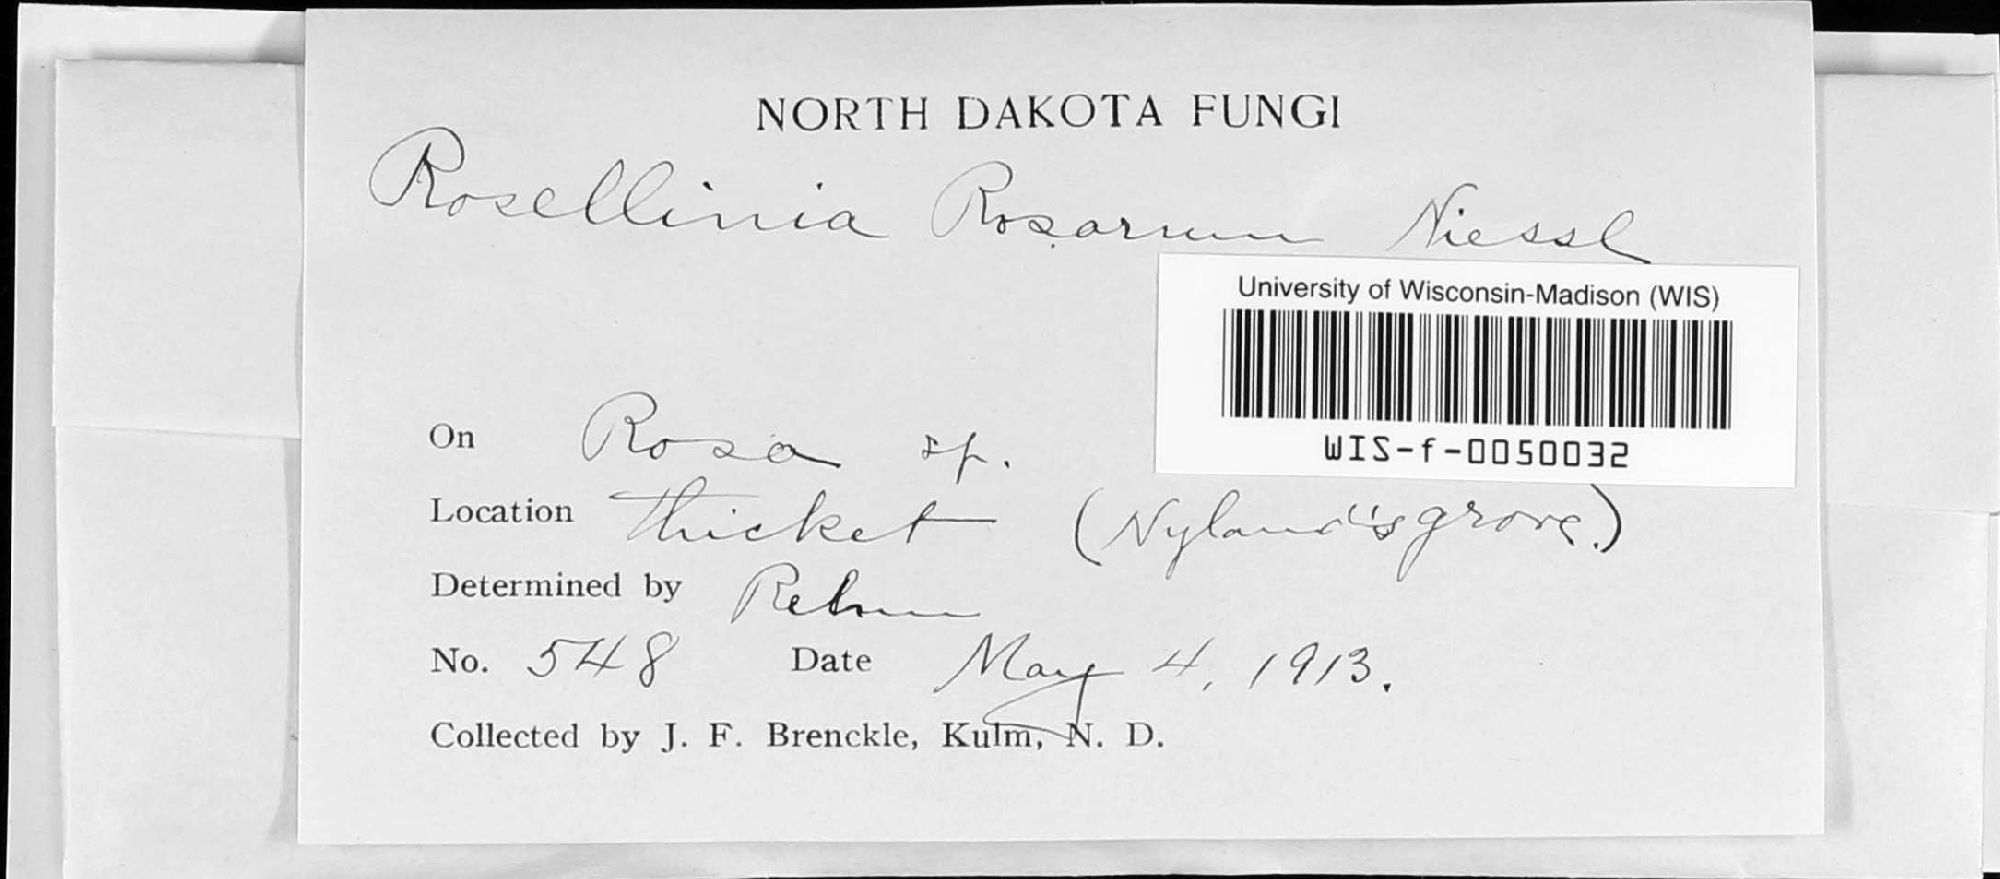 NORTH DAKOTA FUNGI
Rosellinia Rosarum Niessl
University of Wisconsin-Madison (WIS)
WIS-f-0050032
On Rosa sp.
Location thicket (Nyland's grove.)
Determined by Rehm
No. 548 Date May 4, 1913.
Collected by J. F. Brenckle, Kulm, N. D.